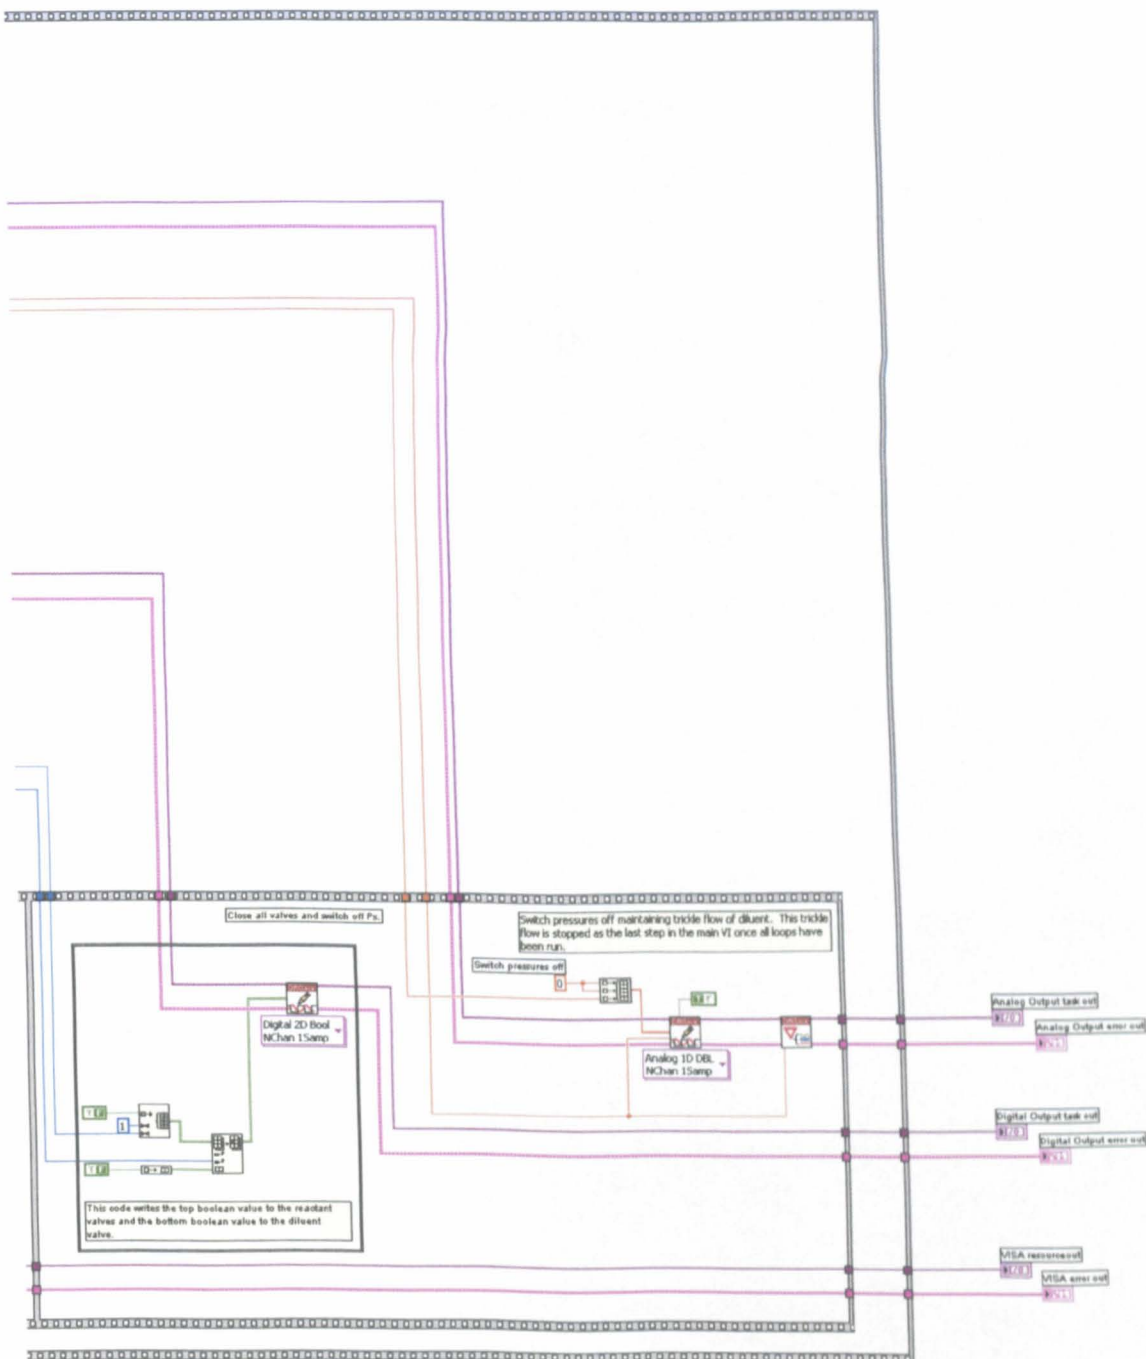 Close all valves and switch off Ps.
Switch pressures off maintaining trickle flow of diluent. This trickle
flow is stopped as the last step in the main VI once all loops have
been run.
Switch pressures off
0
Digital 2D Bool
NChan 1Samp
Analog 1D DBL
NChan 1Samp
1
This code writes the top boolean value to the reactant
valves and the bottom boolean value to the diluent
valve.
Analog Output task out
Analog Output error out
Digital Output task out
Digital Output error out
VISA resource out
VISA error out